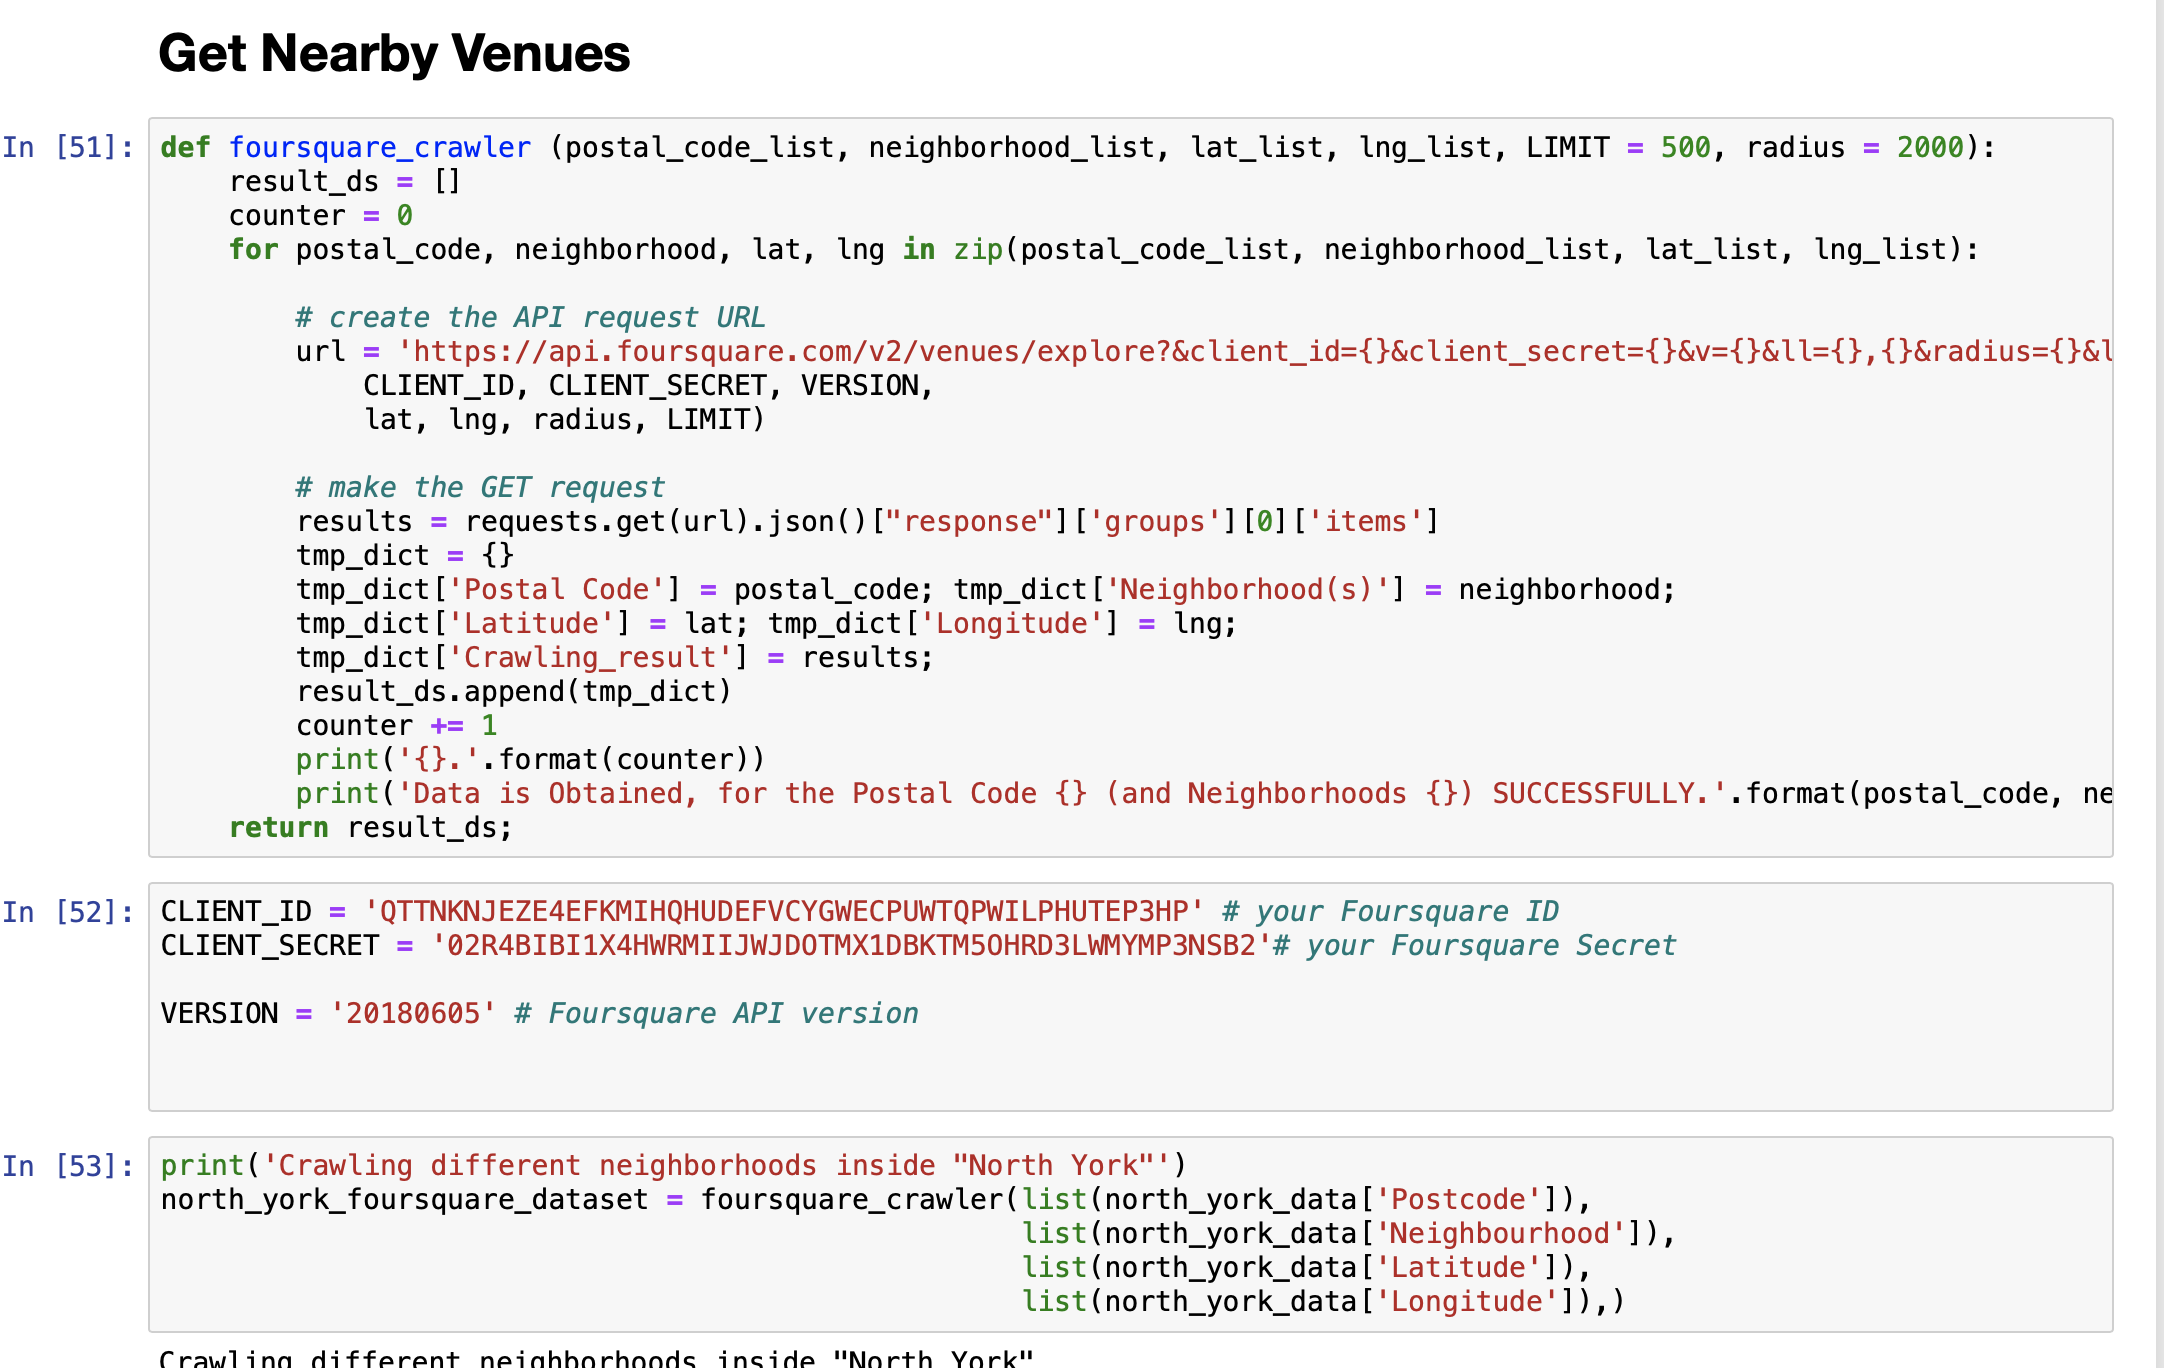 Get Nearby Venues
In [51]:
def foursquare_crawler (postal_code_list, neighborhood_list, lat_list, lng_list, LIMIT = 500, radius = 2000):
    result_ds = []
    counter = 0
    for postal_code, neighborhood, lat, lng in zip(postal_code_list, neighborhood_list, lat_list, lng_list):

        # create the API request URL
        url = 'https://api.foursquare.com/v2/venues/explore?&client_id={}&client_secret={}&v={}&ll={},{}&radius={}&l
            CLIENT_ID, CLIENT_SECRET, VERSION,
            lat, lng, radius, LIMIT)

        # make the GET request
        results = requests.get(url).json()["response"]['groups'][0]['items']
        tmp_dict = {}
        tmp_dict['Postal Code'] = postal_code; tmp_dict['Neighborhood(s)'] = neighborhood;
        tmp_dict['Latitude'] = lat; tmp_dict['Longitude'] = lng;
        tmp_dict['Crawling_result'] = results;
        result_ds.append(tmp_dict)
        counter += 1
        print('{}.'.format(counter))
        print('Data is Obtained, for the Postal Code {} (and Neighborhoods {}) SUCCESSFULLY.'.format(postal_code, ne
    return result_ds;
In [52]:
CLIENT_ID = 'QTTNKNJEZE4EFKMIHQHUDEFVCYGWECPUWTQPWILPHUTEP3HP' # your Foursquare ID
CLIENT_SECRET = '02R4BIBI1X4HWRMIIJWJDOTMX1DBKTM5OHRD3LWMYMP3NSB2'# your Foursquare Secret

VERSION = '20180605' # Foursquare API version
In [53]:
print('Crawling different neighborhoods inside "North York"')
north_york_foursquare_dataset = foursquare_crawler(list(north_york_data['Postcode']),
                                                   list(north_york_data['Neighbourhood']),
                                                   list(north_york_data['Latitude']),
                                                   list(north_york_data['Longitude']),)
Crawling different neighborhoods inside "North York"